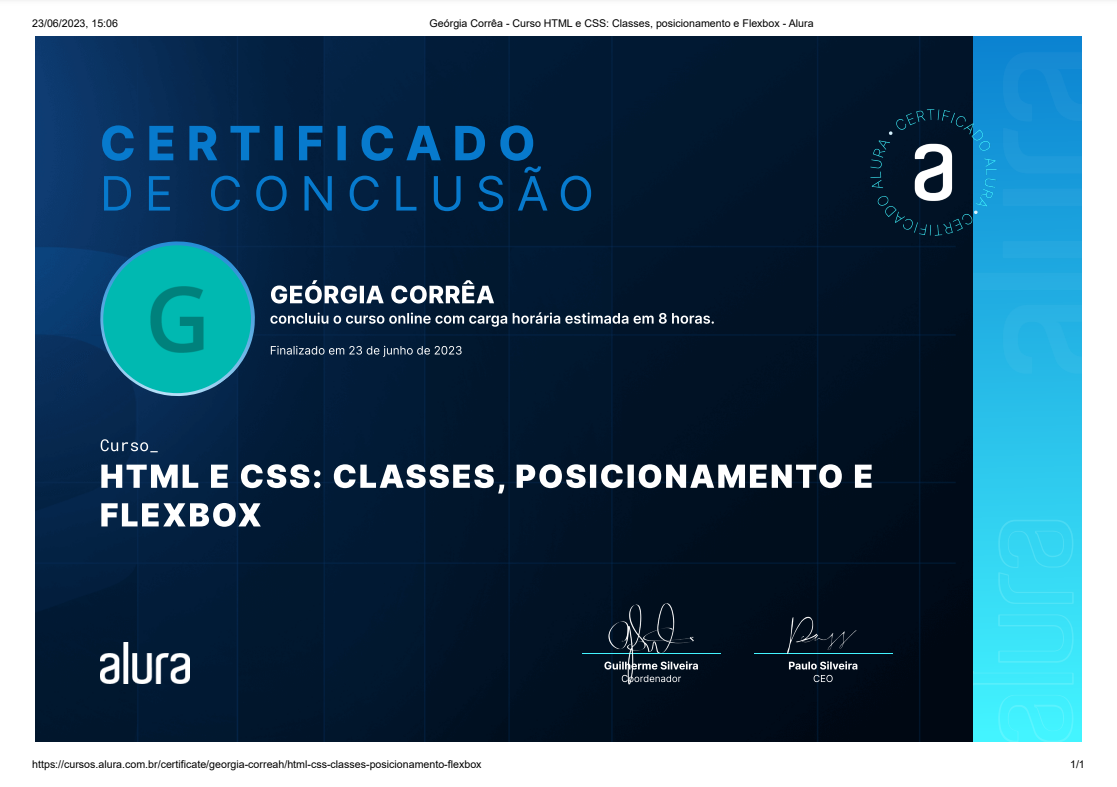 23/06/2023, 15:06
Geórgia Corrêa - Curso HTML e CSS: Classes, posicionamento e Flexbox - Alura
CERTIFICADO
DE CONCLUSÃO
CERTIFICADO ALURA • CERTIFICADO ALURA •
a
alura
G
GEÓRGIA CORRÊA
concluiu o curso online com carga horária estimada em 8 horas.
Finalizado em 23 de junho de 2023
Curso_
HTML E CSS: CLASSES, POSICIONAMENTO E
FLEXBOX
alura
alura
Guilherme Silveira
Coordenador
Paulo Silveira
CEO
https://cursos.alura.com.br/certificate/georgia-correah/html-css-classes-posicionamento-flexbox
1/1